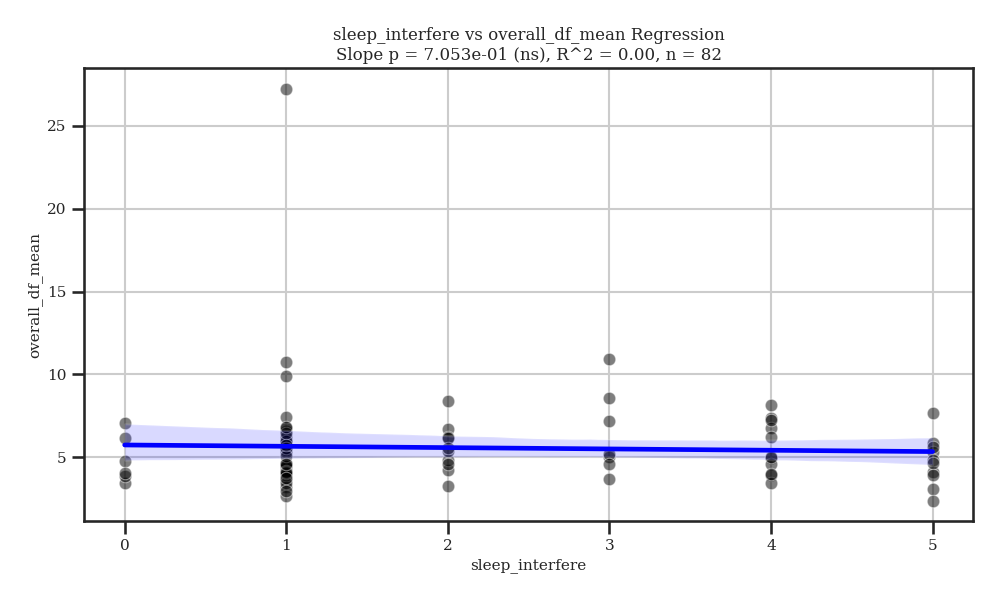 sleep_interfere vs overall_df_mean Regression
Slope p = 7.053e-01 (ns), R^2 = 0.00, n = 82
overall_df_mean
25
20
15
10
5
0 1 2 3 4 5
sleep_interfere